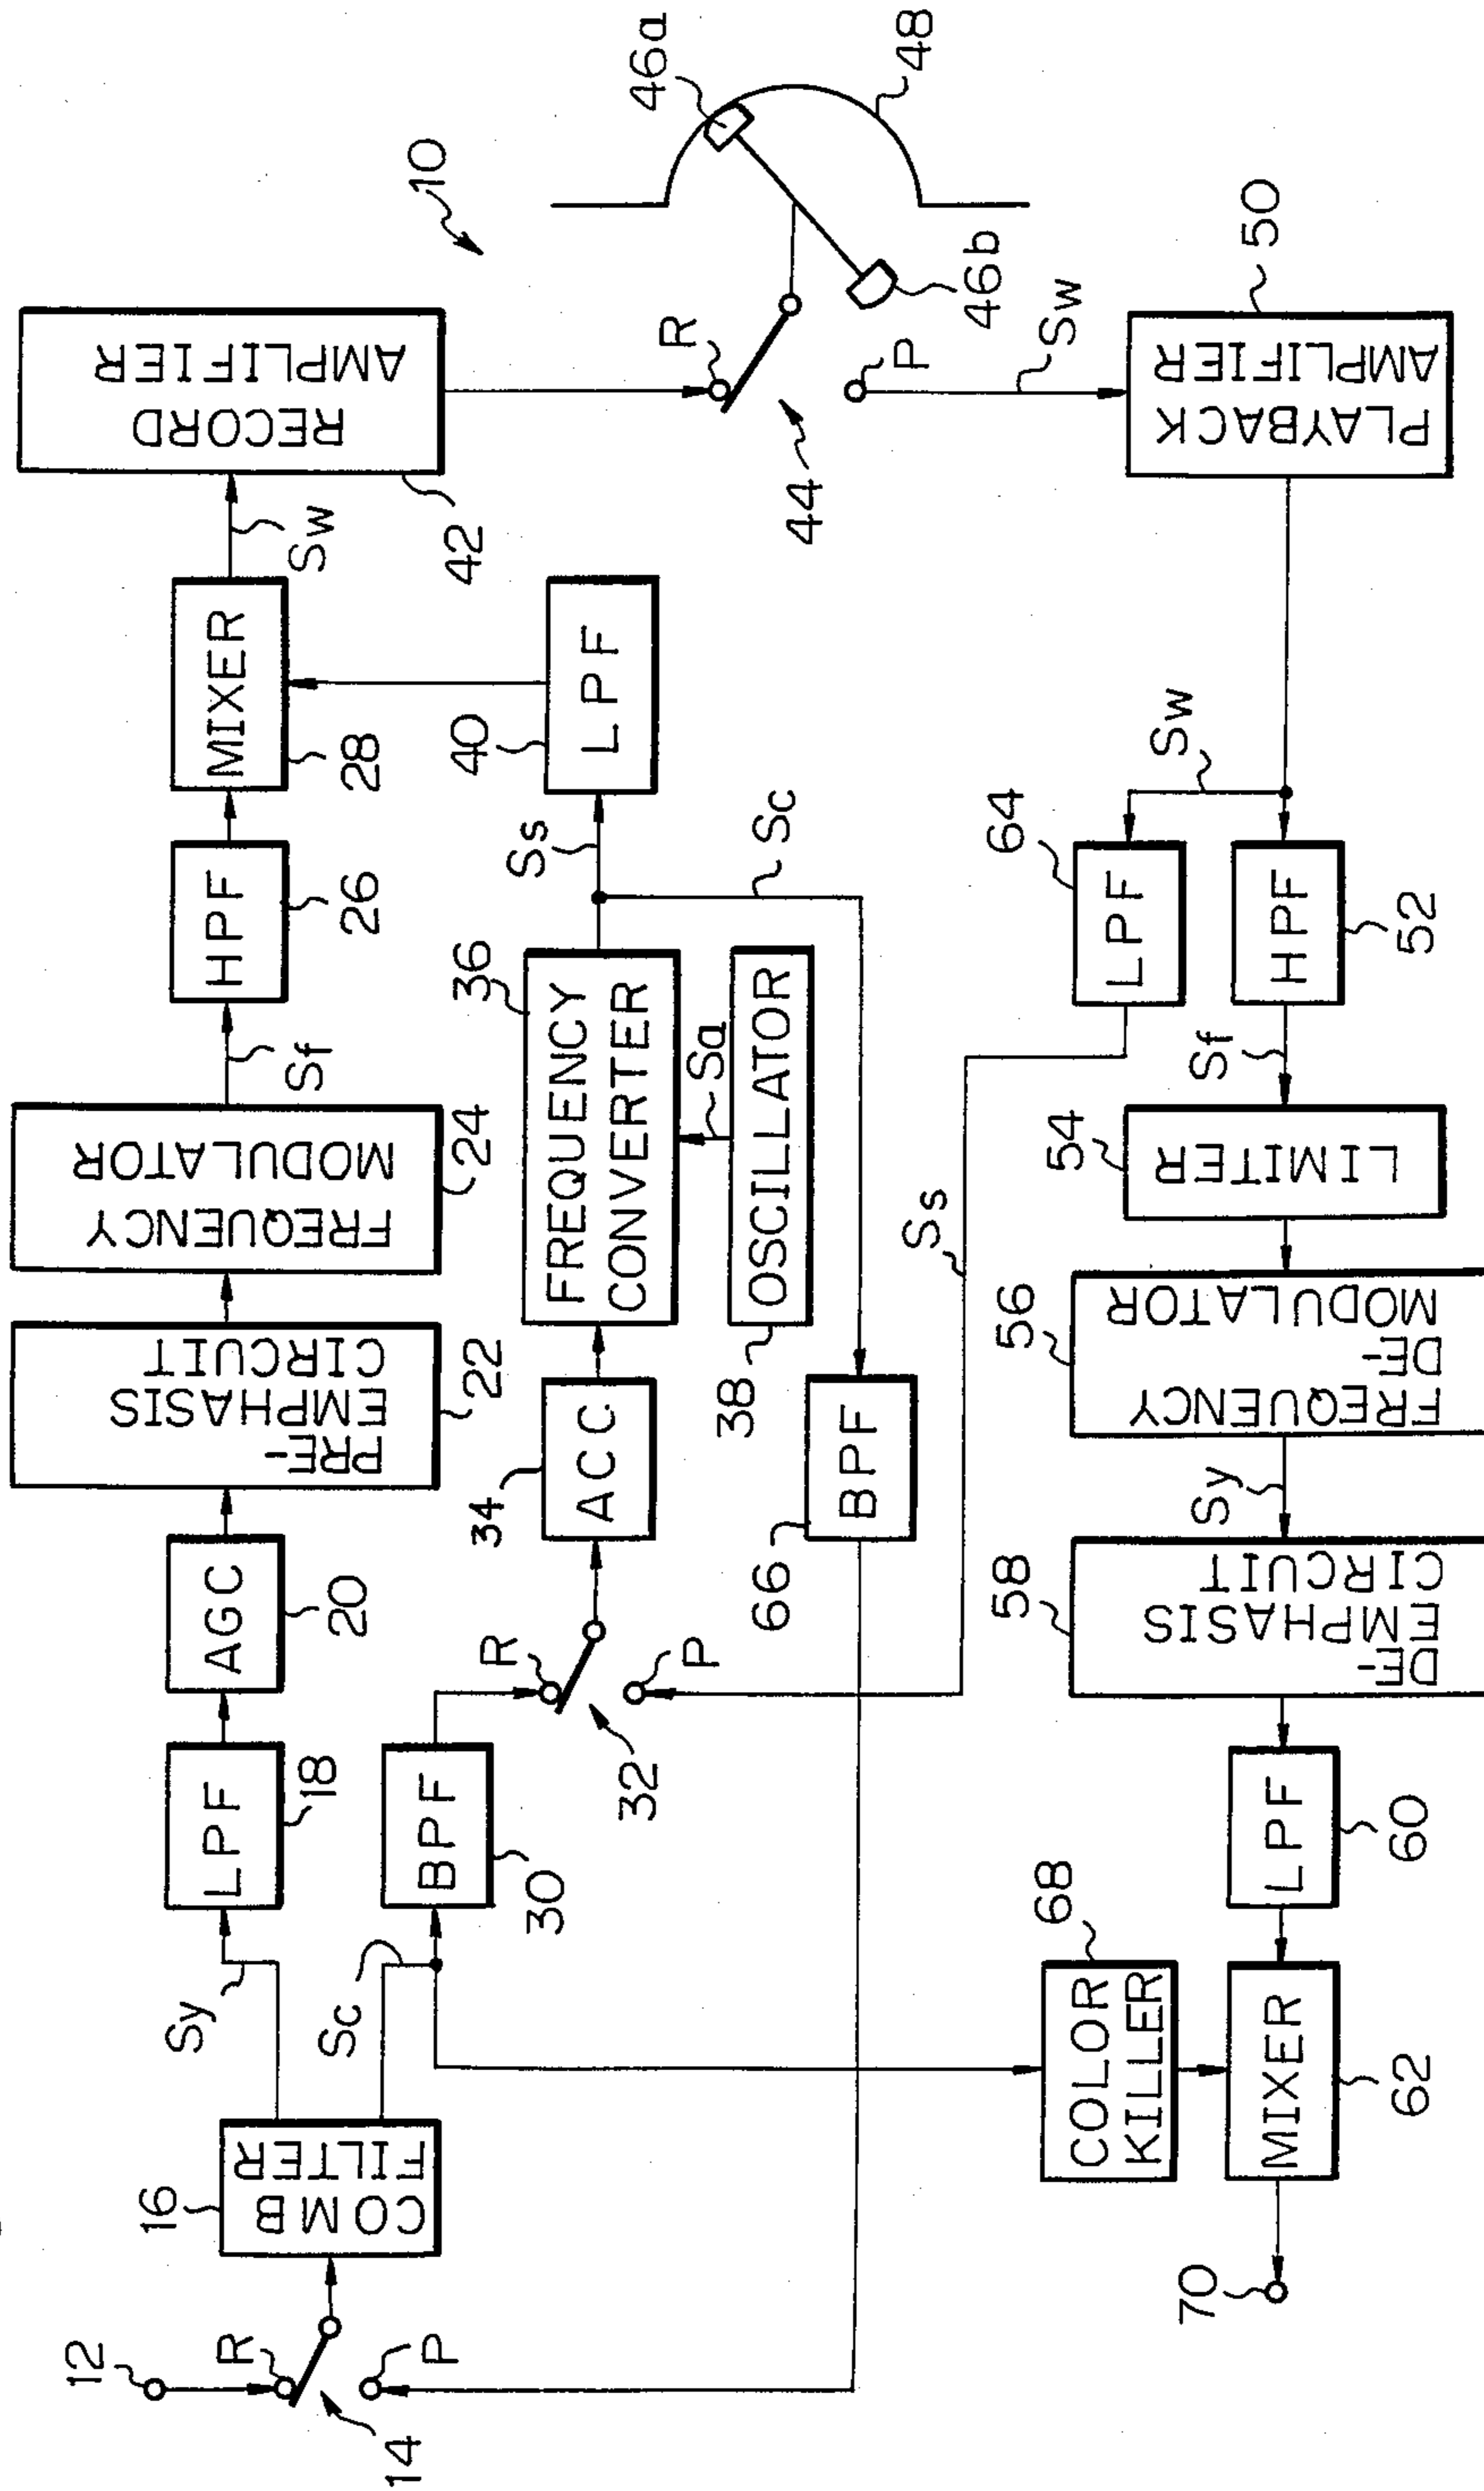 10
12
R
P
14
COMB
FILTER
16
Sy
Sc
LPF
18
AGC
20
PRE-
EMPHASIS
CIRCUIT
22
FREQUENCY
MODULATOR
24
Sf
HPF
26
MIXER
28
Sw
RECORD
AMPLIFIER
42
BPF
30
R
P
32
ACC
34
FREQUENCY
CONVERTER
36
Sa
OSCILLATOR
38
Ss
LPF
40
Sc
BPF
66
R
P
44
46a
46b
48
Sw
PLAYBACK
AMPLIFIER
50
Sw
LPF
64
HPF
52
Ss
Sf
LIMITER
54
FREQUENCY
DE-
MODULATOR
56
Sy
DE-
EMPHASIS
CIRCUIT
58
LPF
60
COLOR
KILLER
68
MIXER
62
70